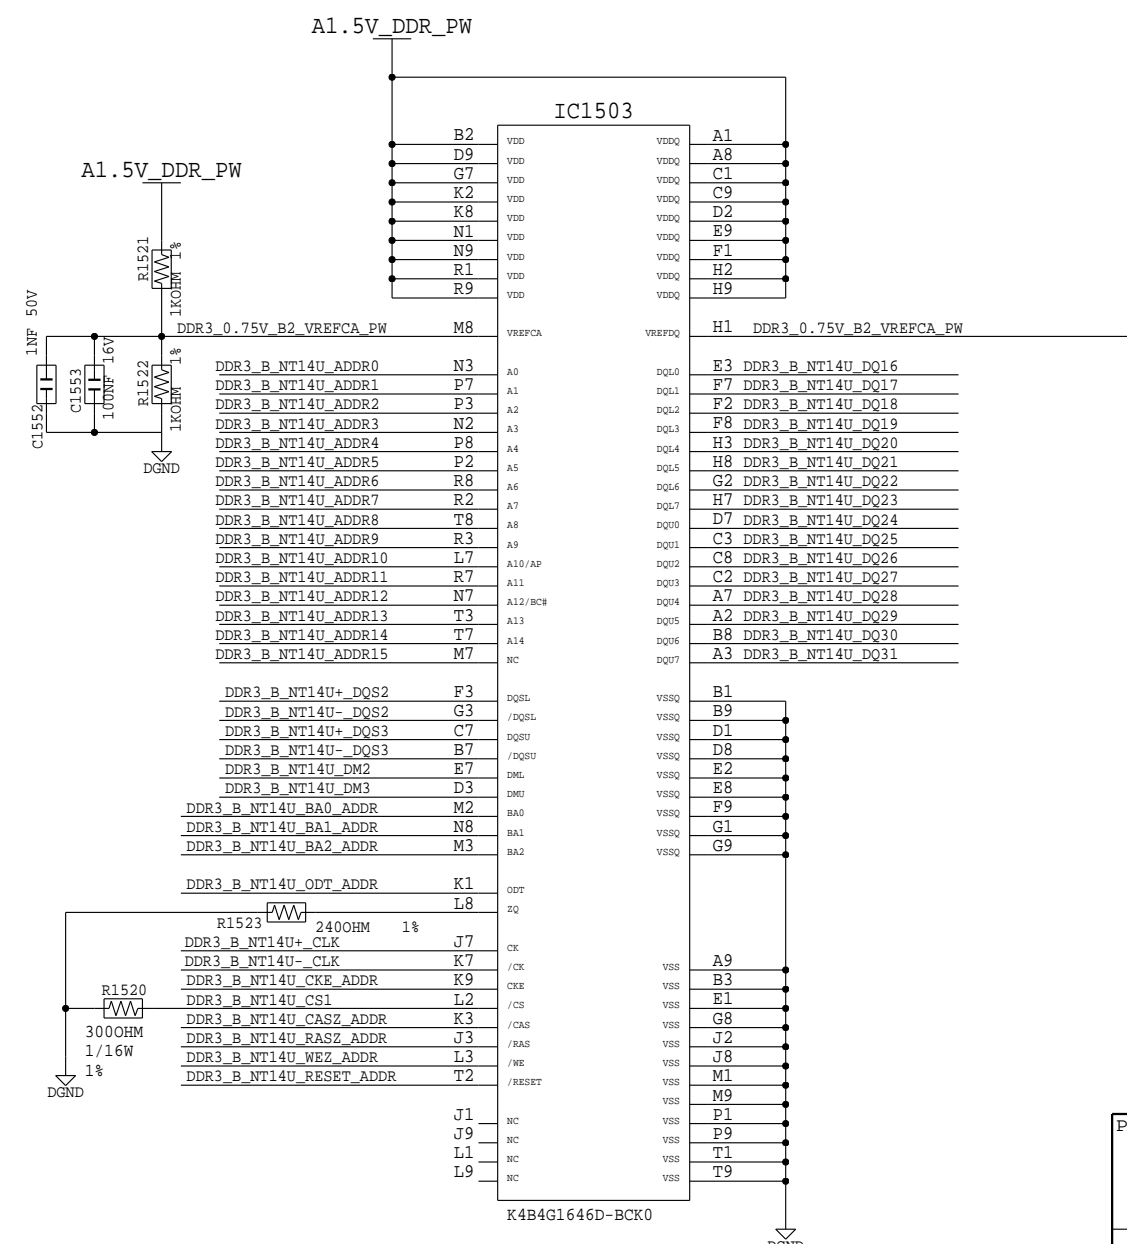 A1.5V_DDR_PW
IC1503
A1.5V_DDR_PW
R1521
1KOHM 1%
1NF 50V
C1552
C1553
100NF 16V
R1522
1KOHM 1%
DGND
B2 VDD VDDQ A1
D9 VDD VDDQ A8
G7 VDD VDDQ C1
K2 VDD VDDQ C9
K8 VDD VDDQ D2
N1 VDD VDDQ E9
N9 VDD VDDQ F1
R1 VDD VDDQ H2
R9 VDD VDDQ H9
DDR3_0.75V_B2_VREFCA_PW M8 VREFCA VREFDQ H1 DDR3_0.75V_B2_VREFCA_PW
DDR3_B_NT14U_ADDR0 N3 A0 DQL0 E3 DDR3_B_NT14U_DQ16
DDR3_B_NT14U_ADDR1 P7 A1 DQL1 F7 DDR3_B_NT14U_DQ17
DDR3_B_NT14U_ADDR2 P3 A2 DQL2 F2 DDR3_B_NT14U_DQ18
DDR3_B_NT14U_ADDR3 N2 A3 DQL3 F8 DDR3_B_NT14U_DQ19
DDR3_B_NT14U_ADDR4 P8 A4 DQL4 H3 DDR3_B_NT14U_DQ20
DDR3_B_NT14U_ADDR5 P2 A5 DQL5 H8 DDR3_B_NT14U_DQ21
DDR3_B_NT14U_ADDR6 R8 A6 DQL6 G2 DDR3_B_NT14U_DQ22
DDR3_B_NT14U_ADDR7 R2 A7 DQL7 H7 DDR3_B_NT14U_DQ23
DDR3_B_NT14U_ADDR8 T8 A8 DQU0 D7 DDR3_B_NT14U_DQ24
DDR3_B_NT14U_ADDR9 R3 A9 DQU1 C3 DDR3_B_NT14U_DQ25
DDR3_B_NT14U_ADDR10 L7 A10/AP DQU2 C8 DDR3_B_NT14U_DQ26
DDR3_B_NT14U_ADDR11 R7 A11 DQU3 C2 DDR3_B_NT14U_DQ27
DDR3_B_NT14U_ADDR12 N7 A12/BC# DQU4 A7 DDR3_B_NT14U_DQ28
DDR3_B_NT14U_ADDR13 T3 A13 DQU5 A2 DDR3_B_NT14U_DQ29
DDR3_B_NT14U_ADDR14 T7 A14 DQU6 B8 DDR3_B_NT14U_DQ30
DDR3_B_NT14U_ADDR15 M7 NC DQU7 A3 DDR3_B_NT14U_DQ31
DDR3_B_NT14U+_DQS2 F3 DQSL VSSQ B1
DDR3_B_NT14U-_DQS2 G3 /DQSL VSSQ B9
DDR3_B_NT14U+_DQS3 C7 DQSU VSSQ D1
DDR3_B_NT14U-_DQS3 B7 /DQSU VSSQ D8
DDR3_B_NT14U_DM2 E7 DML VSSQ E2
DDR3_B_NT14U_DM3 D3 DMU VSSQ E8
DDR3_B_NT14U_BA0_ADDR M2 BA0 VSSQ F9
DDR3_B_NT14U_BA1_ADDR N8 BA1 VSSQ G1
DDR3_B_NT14U_BA2_ADDR M3 BA2 VSSQ G9
DDR3_B_NT14U_ODT_ADDR K1 ODT
L8 ZQ
R1523 240OHM 1%
DDR3_B_NT14U+_CLK J7 CK
DDR3_B_NT14U-_CLK K7 /CK VSS A9
DDR3_B_NT14U_CKE_ADDR K9 CKE VSS B3
R1520
DDR3_B_NT14U_CS1 L2 /CS VSS E1
DDR3_B_NT14U_CASZ_ADDR K3 /CAS VSS G8
300OHM
DDR3_B_NT14U_RASZ_ADDR J3 /RAS VSS J2
1/16W
DDR3_B_NT14U_WEZ_ADDR L3 /WE VSS J8
1%
DDR3_B_NT14U_RESET_ADDR T2 /RESET VSS M1
DGND
VSS M9
J1 NC VSS P1
J9 NC VSS P9
L1 NC VSS T1
L9 NC VSS T9
K4B4G1646D-BCK0
DGND
P